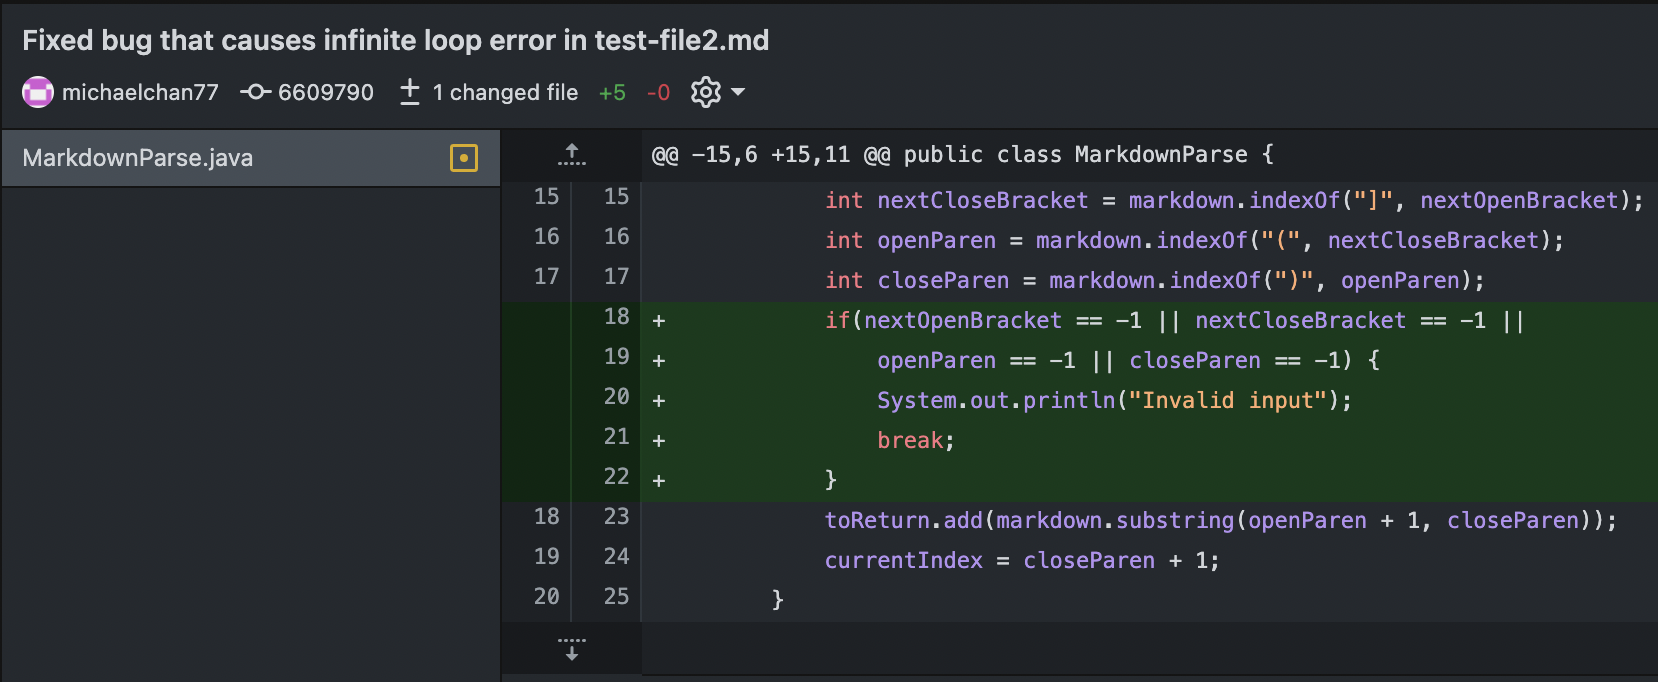 Fixed bug that causes infinite loop error in test-file2.md
michaelchan77 6609790 1 changed file +5 -0
MarkdownParse.java
@@ -15,6 +15,11 @@ public class MarkdownParse {
15 15 int nextCloseBracket = markdown.indexOf("]", nextOpenBracket);
16 16 int openParen = markdown.indexOf("(", nextCloseBracket);
17 17 int closeParen = markdown.indexOf(")", openParen);
18 + if(nextOpenBracket == -1 || nextCloseBracket == -1 ||
19 + openParen == -1 || closeParen == -1) {
20 + System.out.println("Invalid input");
21 + break;
22 + }
18 23 toReturn.add(markdown.substring(openParen + 1, closeParen));
19 24 currentIndex = closeParen + 1;
20 25 }